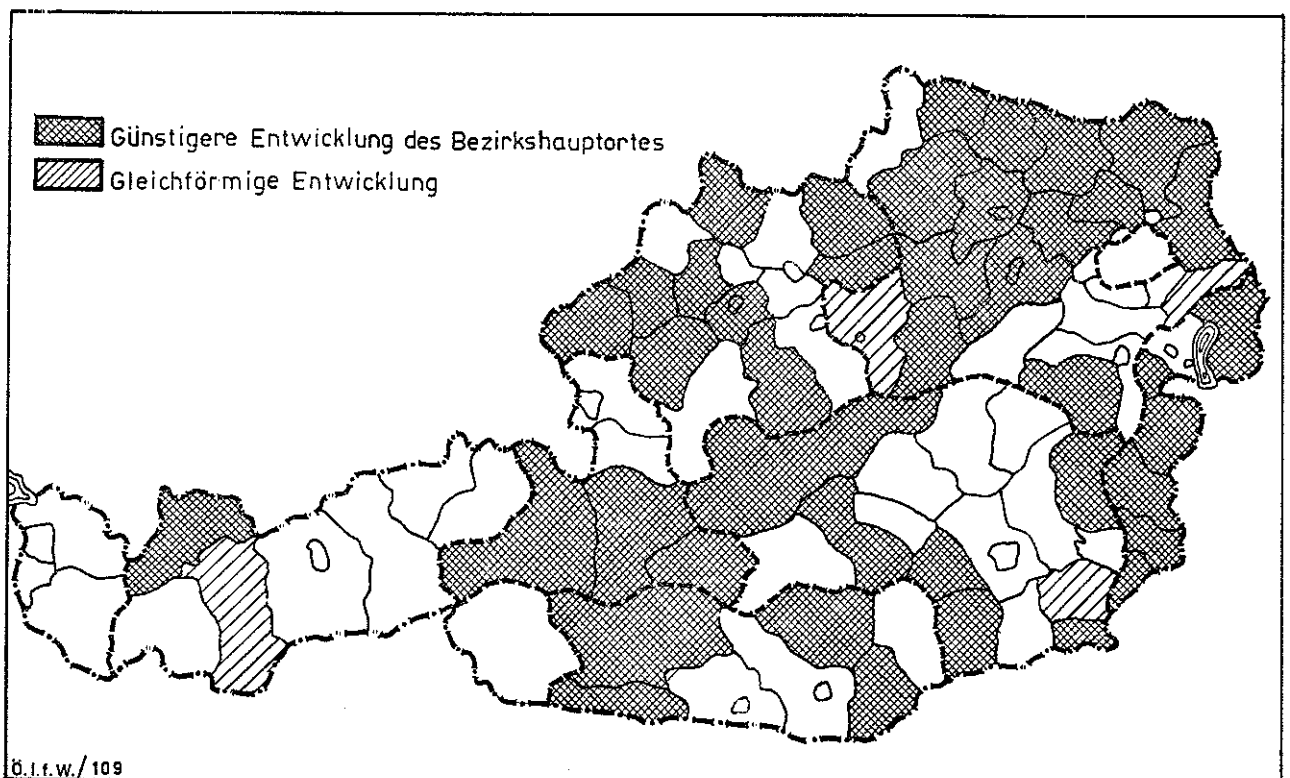 Günstigere Entwicklung des Bezirkshauptortes
Gleichförmige Entwicklung
Ö.I.f.W./109